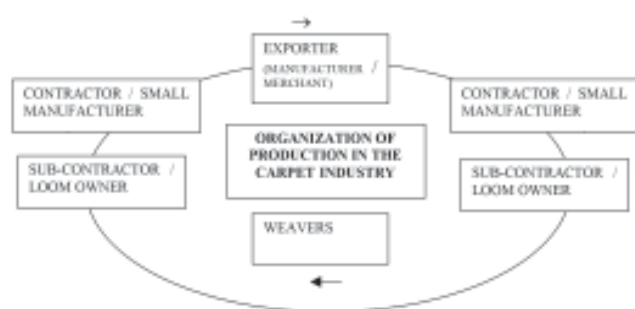 EXPORTER
(MANUFACTURER /
MERCHANT)
CONTRACTOR / SMALL
MANUFACTURER
CONTRACTOR / SMALL
MANUFACTURER
ORGANIZATION OF
PRODUCTION IN THE
CARPET INDUSTRY
SUB-CONTRACTOR /
LOOM OWNER
SUB-CONTRACTOR /
LOOM OWNER
WEAVERS